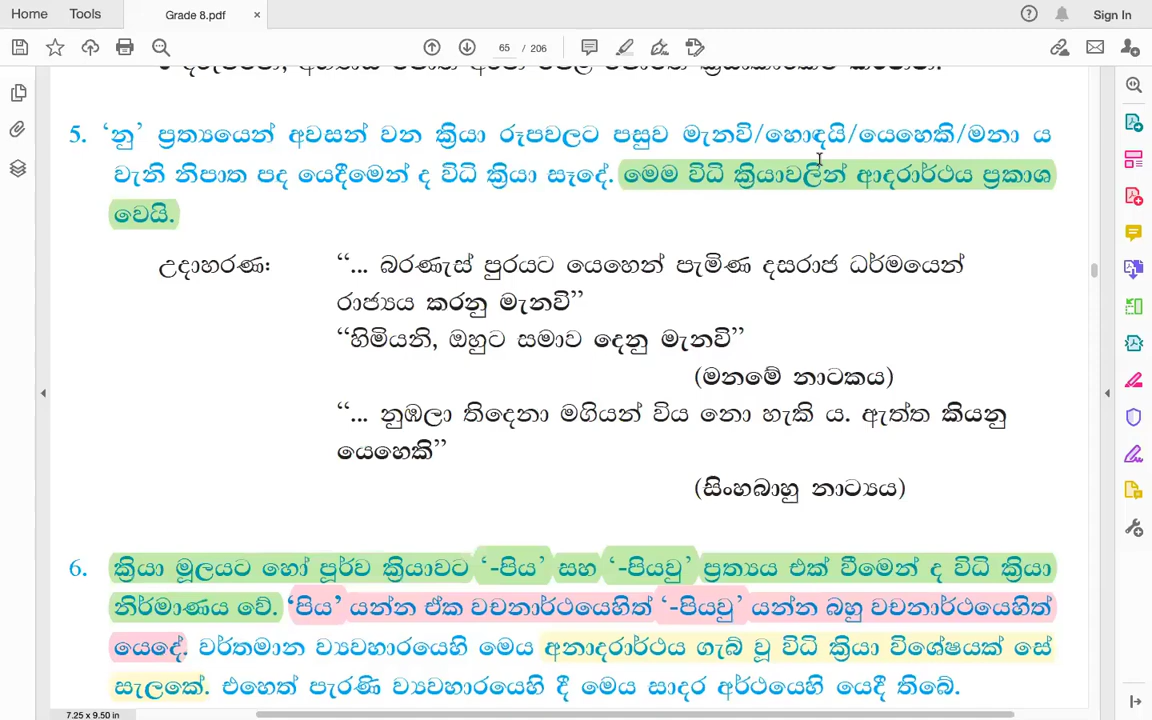 Home Tools Grade 8.pdf × Sign In
65 / 206
5. ‘නු’ ප්‍රත්‍යයෙන් අවසන් වන ක්‍රියා රූපවලට පසුව මැනවි/හොඳයි/යෙහෙකි/මනා ය
වැනි නිපාත පද යෙදීමෙන් ද විධි ක්‍රියා සෑදේ. මෙම විධි ක්‍රියාවලින් ආදරාර්ථය ප්‍රකාශ
වෙයි.
උදාහරණ: “... බරණැස් පුරයට යෙහෙන් පැමිණ දසරාජ ධර්මයෙන්
රාජ්‍යය කරනු මැනවි”
“හිමියනි, ඔහුට සමාව දෙනු මැනවි”
(මනමේ නාටකය)
“... නුඹලා තිදෙනා මගියන් විය නො හැකි ය. ඇත්ත කියනු
යෙහෙකි”
(සිංහබාහු නාට්‍යය)
6. ක්‍රියා මූලයට හෝ පූර්ව ක්‍රියාවට ‘-පිය’ සහ ‘-පියවු’ ප්‍රත්‍යය එක් වීමෙන් ද විධි ක්‍රියා
නිර්මාණය වේ. ‘පිය’ යන්න ඒක වචනාර්ථයෙහිත් ‘-පියවු’ යන්න බහු වචනාර්ථයෙහිත්
යෙදේ. වර්තමාන ව්‍යවහාරයෙහි මෙය අනාදරාර්ථය ගැබ් වූ විධි ක්‍රියා විශේෂයක් සේ
සැලකේ. එහෙත් පැරණි ව්‍යවහාරයෙහි දී මෙය සාදර අර්ථයෙහි යෙදී තිබේ.
7.25 x 9.50 in